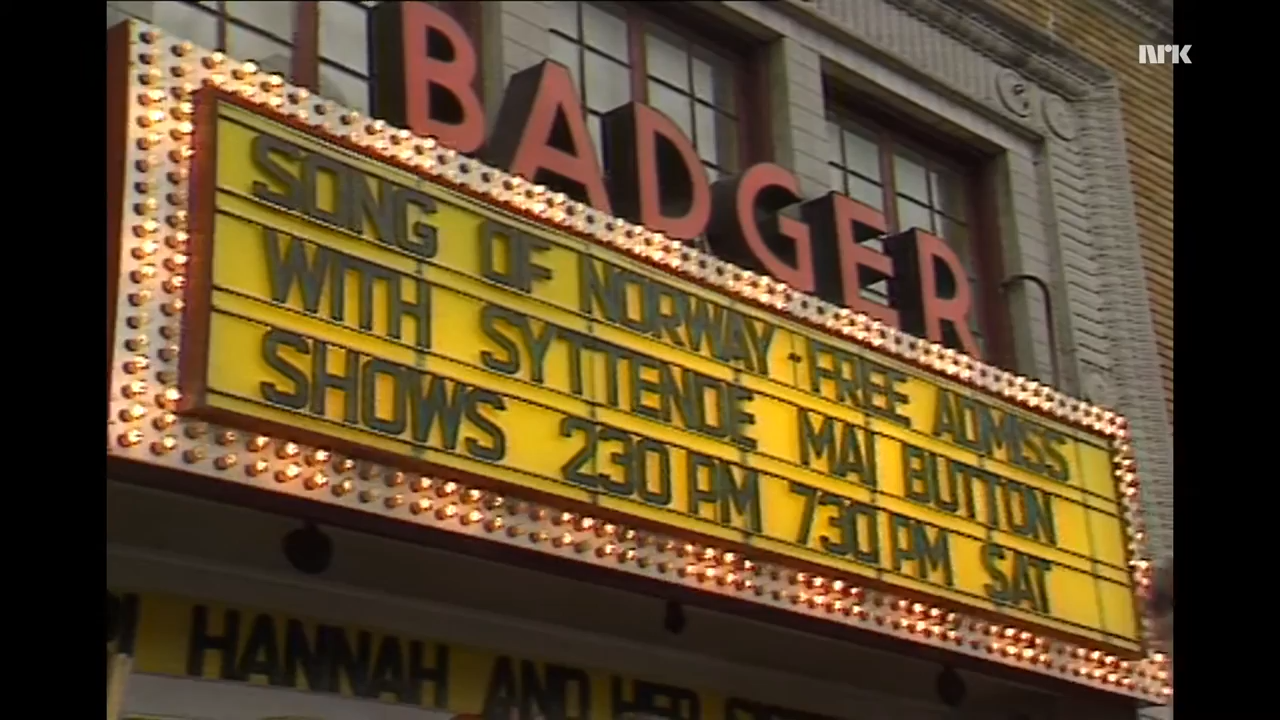 nrk
BADGER
SONG OF NORWAY - FREE ADMISS
WITH SYTTENDE MAI BUTTON
SHOWS 230 PM 730 PM SAT
HANNAH AND HER